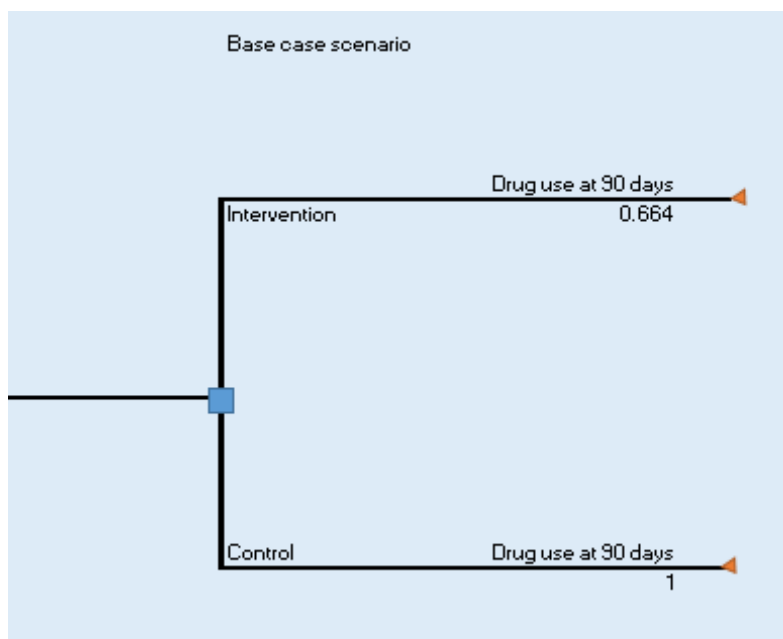 Base case scenario
Drug use at 90 days
Intervention
0.664
Control
Drug use at 90 days
1